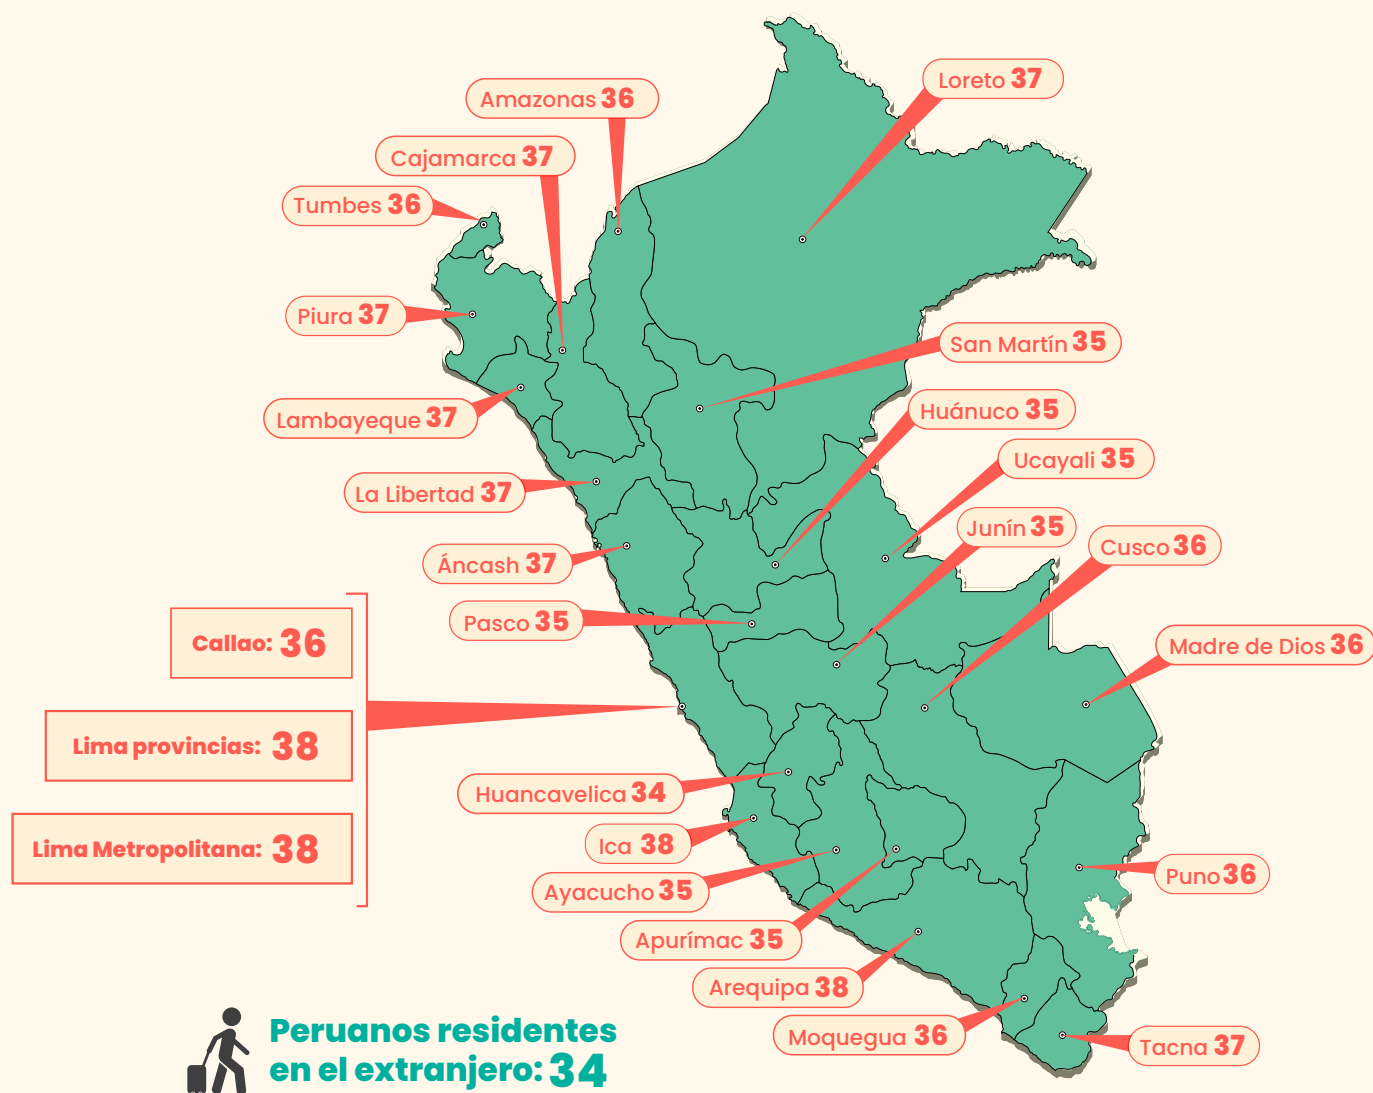 Loreto 37
Amazonas 36
Cajamarca 37
Tumbes 36
Piura 37
San Martín 35
Lambayeque 37
Huánuco 35
Ucayali 35
La Libertad 37
Junín 35
Cusco 36
Áncash 37
Pasco 35
Callao: 36
Madre de Dios 36
Lima provincias: 38
Huancavelica 34
Lima Metropolitana: 38
Ica 38
Puno 36
Ayacucho 35
Apurímac 35
Arequipa 38
Moquegua 36
Tacna 37
Peruanos residentes
en el extranjero: 34